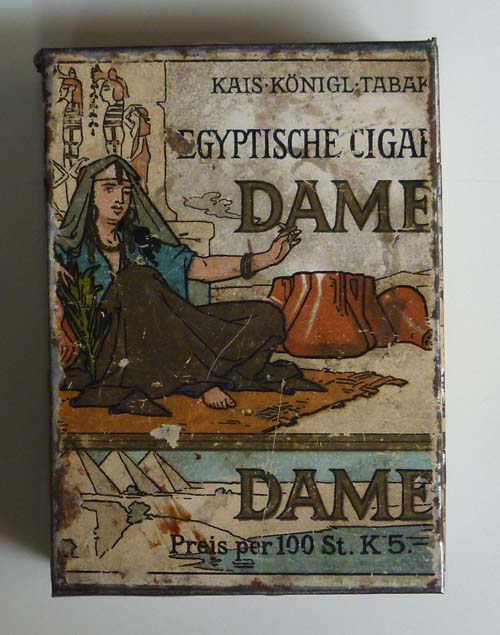 KAIS·KÖNIGL·TABAK
EGYPTISCHE CIGAR
DAME
DAME
Preis per 100 St. K 5.-